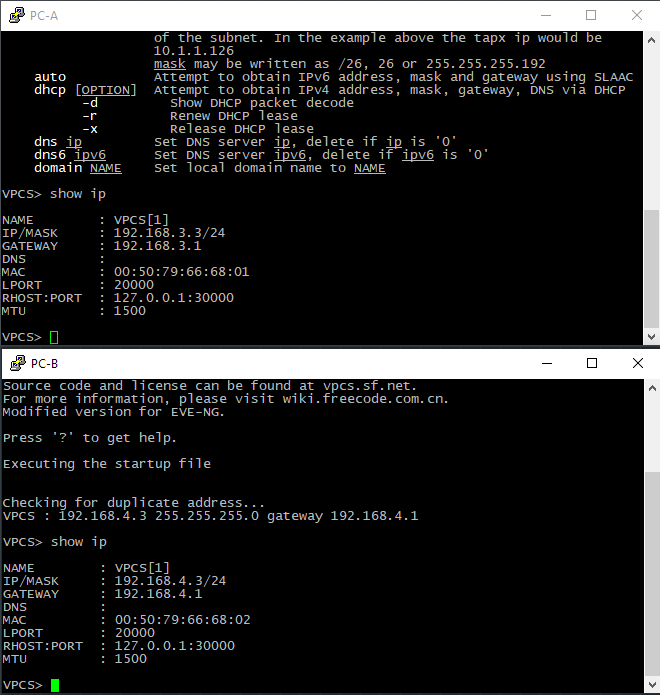 PC-A
of the subnet. In the example above the tapx ip would be
10.1.1.126
mask may be written as /26, 26 or 255.255.255.192
auto Attempt to obtain IPv6 address, mask and gateway using SLAAC
dhcp [OPTION] Attempt to obtain IPv4 address, mask, gateway, DNS via DHCP
-d Show DHCP packet decode
-r Renew DHCP lease
-x Release DHCP lease
dns ip Set DNS server ip, delete if ip is '0'
dns6 ipv6 Set DNS server ipv6, delete if ipv6 is '0'
domain NAME Set local domain name to NAME
VPCS> show ip
NAME : VPCS[1]
IP/MASK : 192.168.3.3/24
GATEWAY : 192.168.3.1
DNS :
MAC : 00:50:79:66:68:01
LPORT : 20000
RHOST:PORT : 127.0.0.1:30000
MTU : 1500
VPCS>
PC-B
Source code and license can be found at vpcs.sf.net.
For more information, please visit wiki.freecode.com.cn.
Modified version for EVE-NG.
Press '?' to get help.
Executing the startup file
Checking for duplicate address...
VPCS : 192.168.4.3 255.255.255.0 gateway 192.168.4.1
VPCS> show ip
NAME : VPCS[1]
IP/MASK : 192.168.4.3/24
GATEWAY : 192.168.4.1
DNS :
MAC : 00:50:79:66:68:02
LPORT : 20000
RHOST:PORT : 127.0.0.1:30000
MTU : 1500
VPCS>